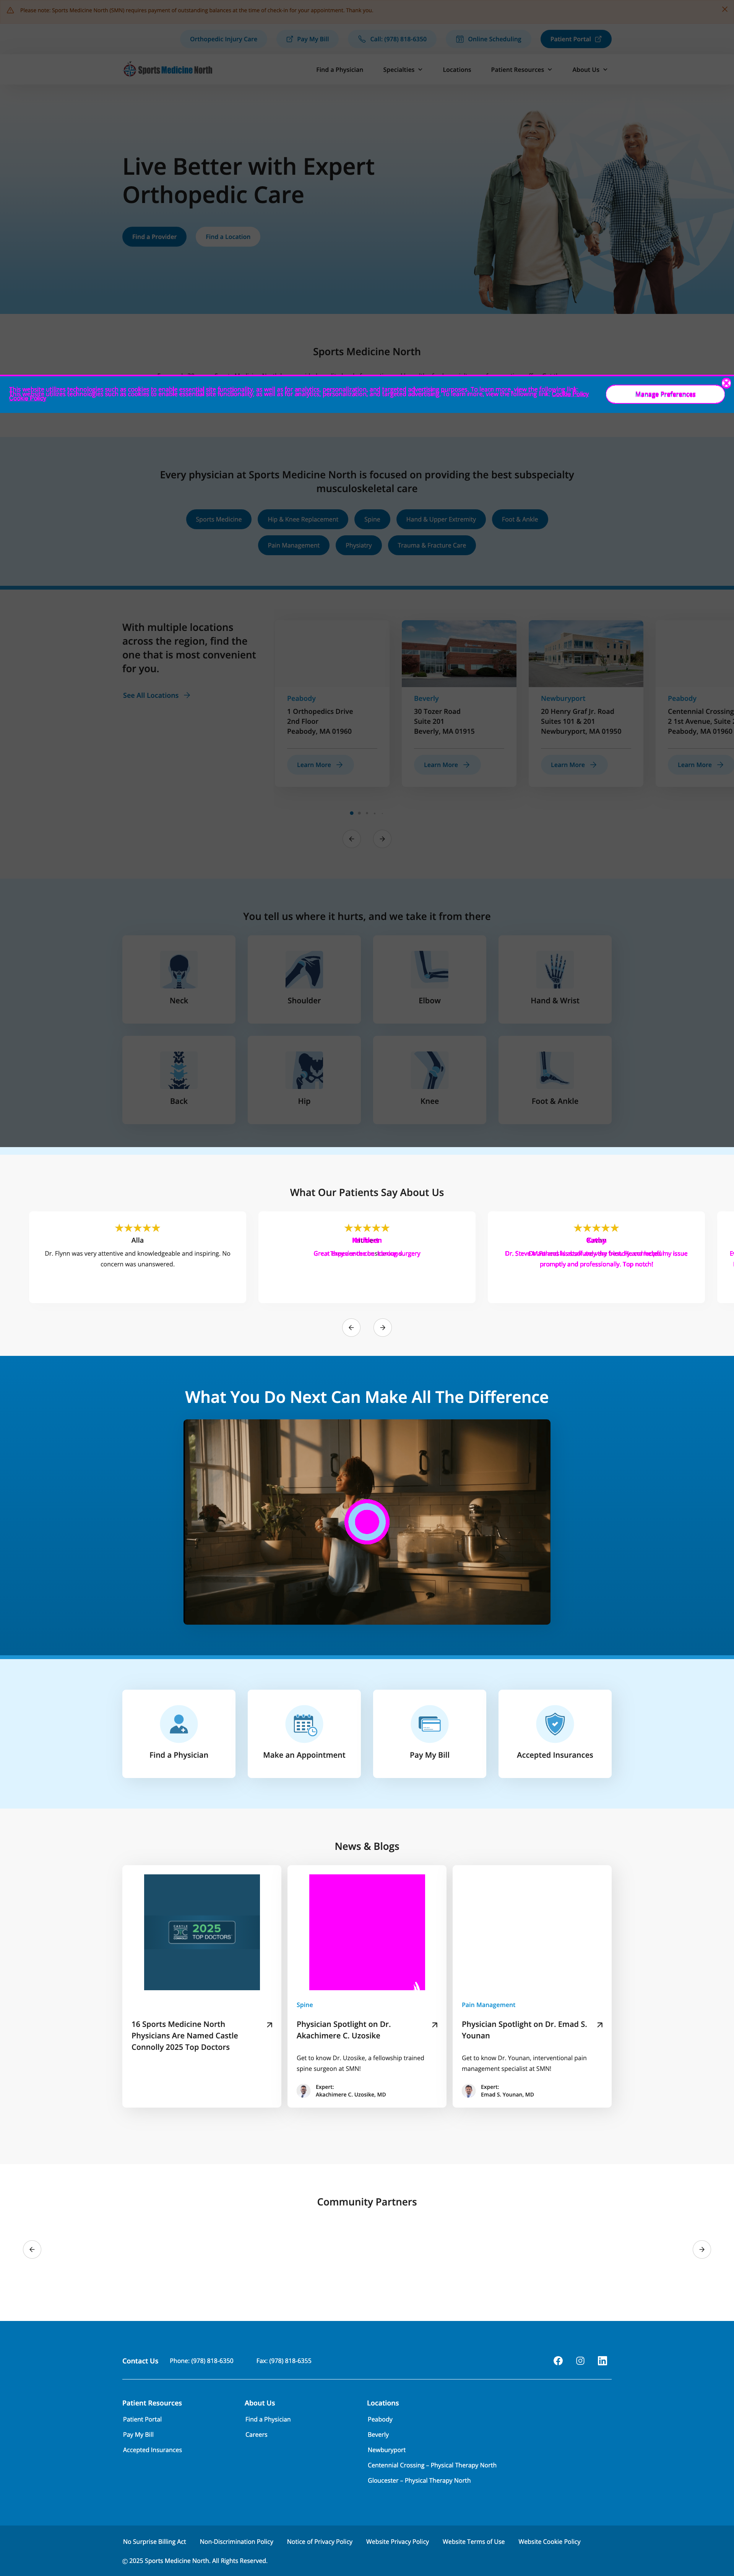 Please note: Sports Medicine North (SMN) requires payment of outstanding balances at the time of check-in for your appointment. Thank you.
Orthopedic Injury Care
Pay My Bill
Call: (978) 818-6350
Online Scheduling
Patient Portal
Sports Medicine North
Find a Physician
Specialties
Locations
Patient Resources
About Us
Live Better with Expert
Orthopedic Care
Find a Provider
Find a Location
Sports Medicine North
Manage Preferences
Every physician at Sports Medicine North is focused on providing the best subspecialty
musculoskeletal care
Sports Medicine
Hip & Knee Replacement
Spine
Hand & Upper Extremity
Foot & Ankle
Pain Management
Physiatry
Trauma & Fracture Care
With multiple locations
across the region, find the
one that is most convenient
for you.
See All Locations
Peabody
1 Orthopedics Drive
2nd Floor
Peabody, MA 01960
Learn More
Beverly
30 Tozer Road
Suite 201
Beverly, MA 01915
Learn More
Newburyport
20 Henry Graf Jr. Road
Suites 101 & 201
Newburyport, MA 01950
Learn More
Peabody
Centennial Crossing
2 1st Avenue, Suite
Peabody, MA 01960
Learn More
You tell us where it hurts, and we take it from there
Neck
Shoulder
Elbow
Hand & Wrist
Back
Hip
Knee
Foot & Ankle
What Our Patients Say About Us
Alla
Dr. Flynn was very attentive and knowledgeable and inspiring. No
concern was unanswered.
promptly and professionally. Top notch!
What You Do Next Can Make All The Difference
Find a Physician
Make an Appointment
Pay My Bill
Accepted Insurances
News & Blogs
CASTLE
2025
TOP DOCTORS
16 Sports Medicine North
Physicians Are Named Castle
Connolly 2025 Top Doctors
Spine
Physician Spotlight on Dr.
Akachimere C. Uzosike
Get to know Dr. Uzosike, a fellowship trained
spine surgeon at SMN!
Expert:
Akachimere C. Uzosike, MD
Pain Management
Physician Spotlight on Dr. Emad S.
Younan
Get to know Dr. Younan, interventional pain
management specialist at SMN!
Expert:
Emad S. Younan, MD
Community Partners
Contact Us
Phone: (978) 818-6350
Fax: (978) 818-6355
Patient Resources
Patient Portal
Pay My Bill
Accepted Insurances
About Us
Find a Physician
Careers
Locations
Peabody
Beverly
Newburyport
Centennial Crossing – Physical Therapy North
Gloucester – Physical Therapy North
No Surprise Billing Act
Non-Discrimination Policy
Notice of Privacy Policy
Website Privacy Policy
Website Terms of Use
Website Cookie Policy
© 2025 Sports Medicine North. All Rights Reserved.